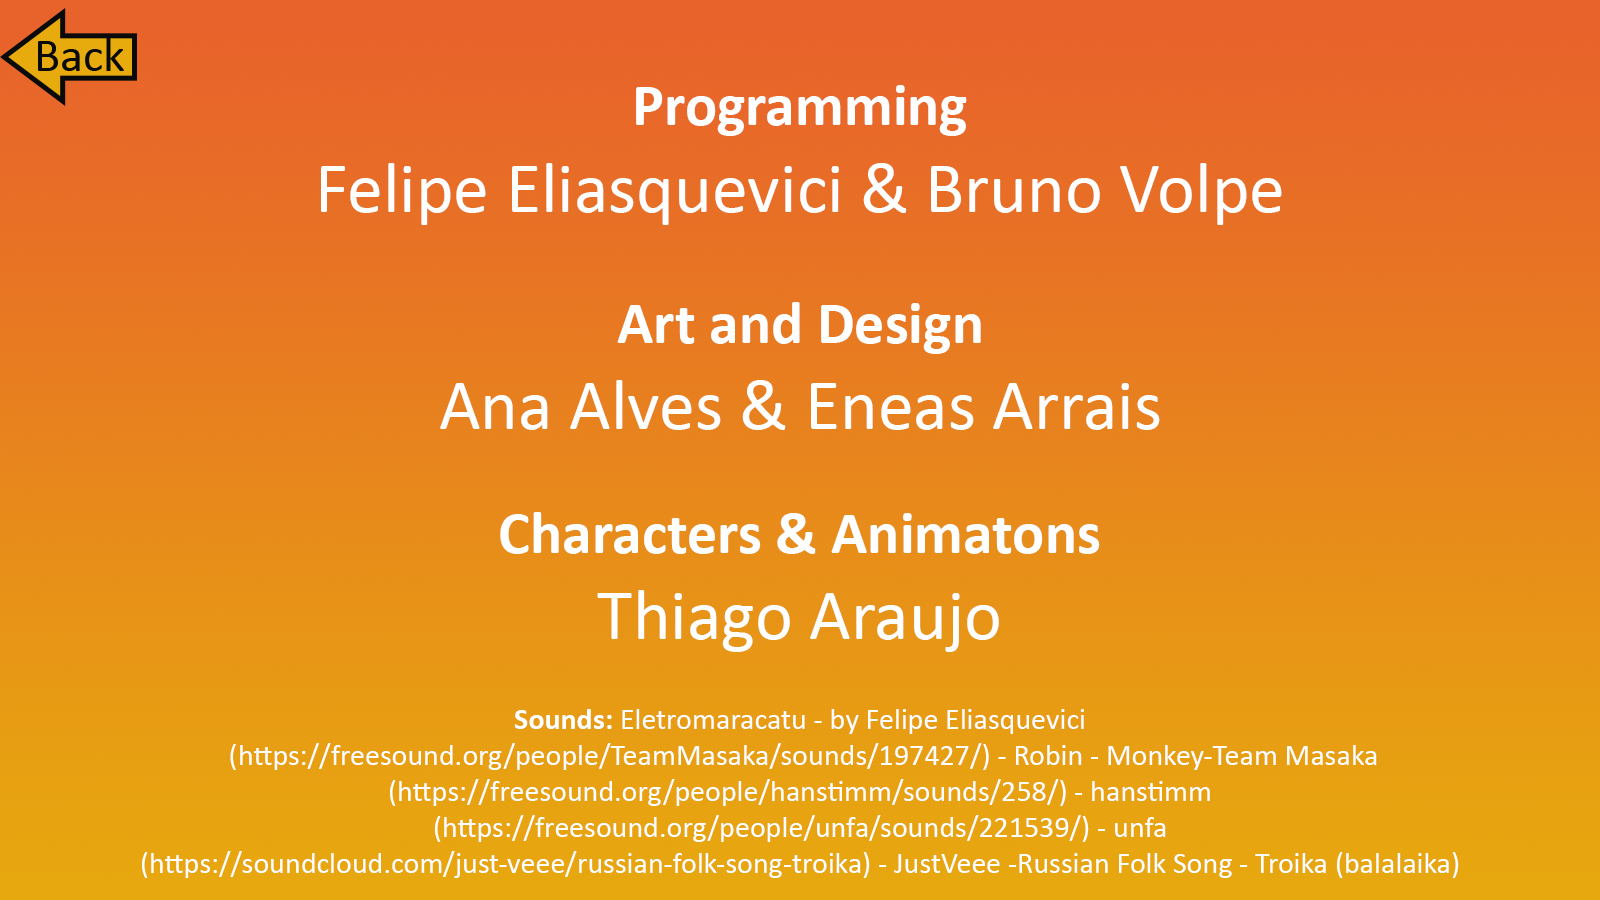 Back
Programming
Felipe Eliasquevici & Bruno Volpe
Art and Design
Ana Alves & Eneas Arrais
Characters & Animatons
Thiago Araujo
Sounds: Eletromaracatu - by Felipe Eliasquevici
(https://freesound.org/people/TeamMasaka/sounds/197427/) - Robin - Monkey-Team Masaka
(https://freesound.org/people/hanstimm/sounds/258/) - hanstimm
(https://freesound.org/people/unfa/sounds/221539/) - unfa
(https://soundcloud.com/just-veee/russian-folk-song-troika) - JustVeee -Russian Folk Song - Troika (balalaika)